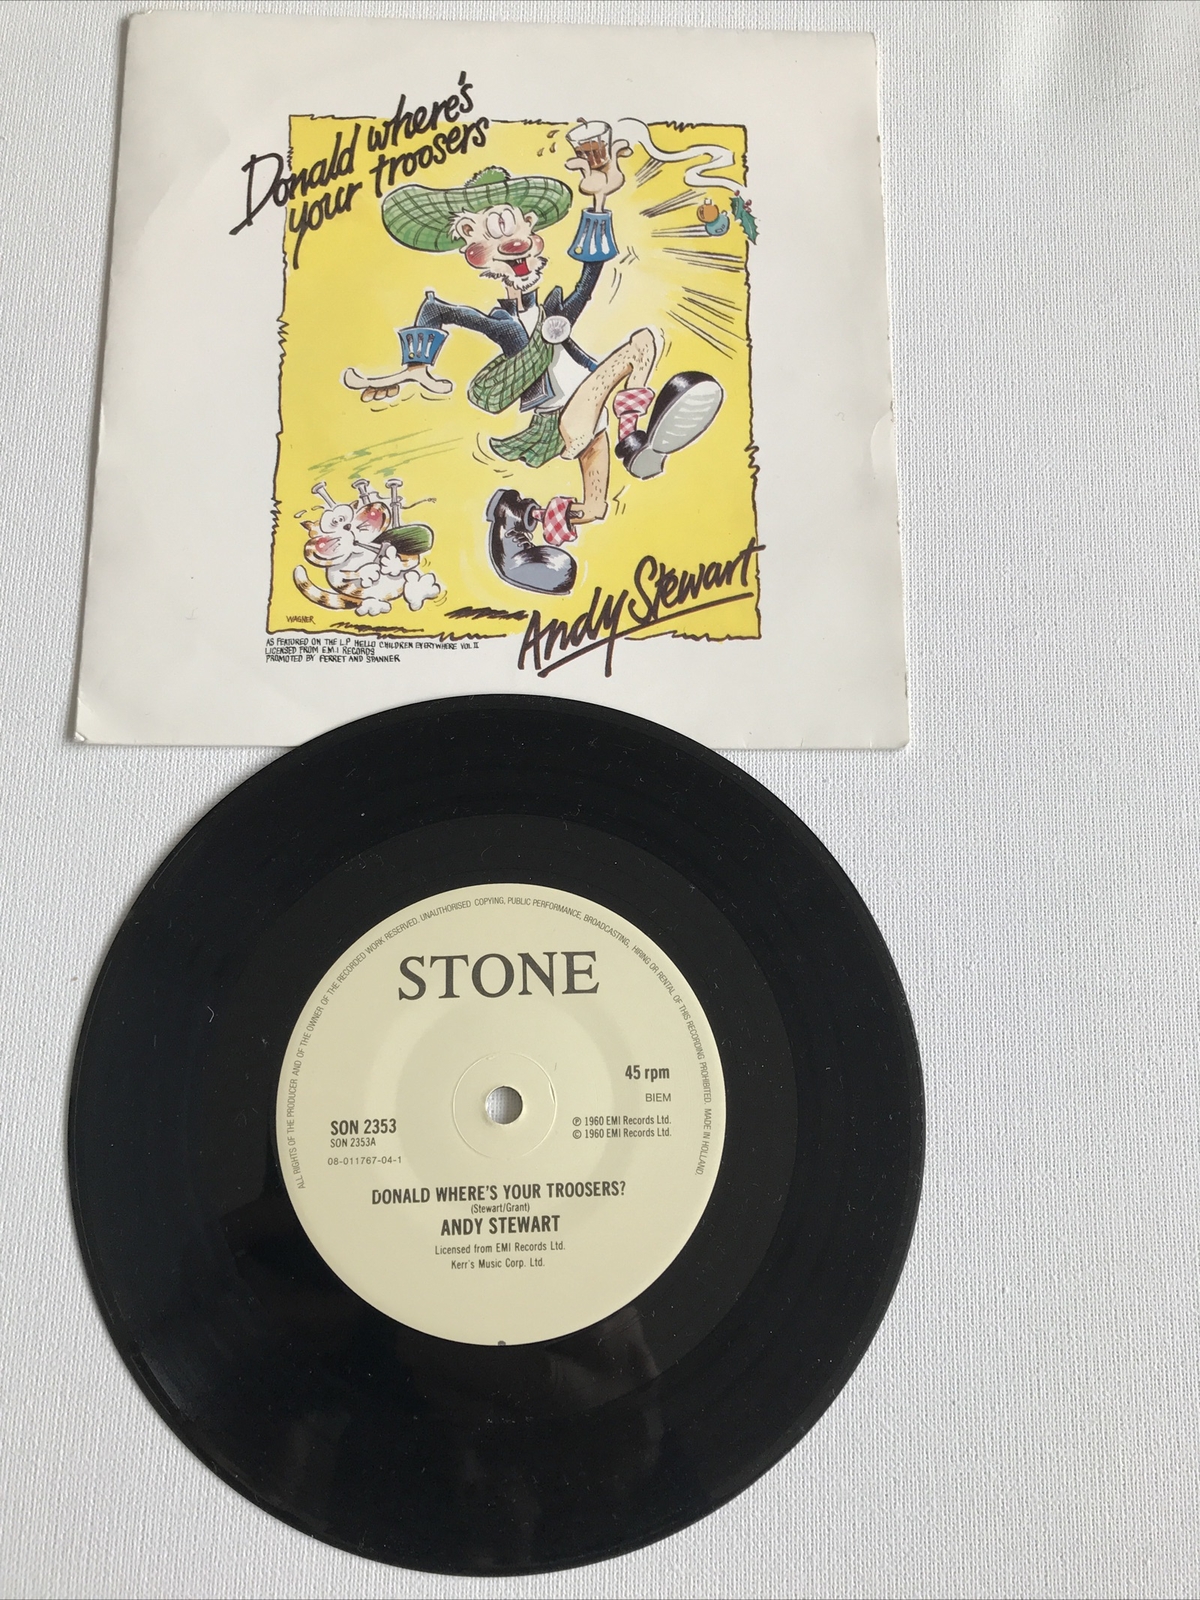 Donald where's
your troosers
WAGNER
Andy Stewart
AS FEATURED ON THE L.P HELLO CHILDREN EVERYWHERE VOL II
LICENSED FROM E.M.I RECORDS
PROMOTED BY FERRET AND SPANNER
ALL RIGHTS OF THE PRODUCER AND OF THE OWNER OF THE RECORDED WORK RESERVED. UNAUTHORISED COPYING, PUBLIC PERFORMANCE, BROADCASTING, HIRING OR RENTAL OF THIS RECORDING PROHIBITED. MADE IN HOLLAND.
STONE
45 rpm
BIEM
SON 2353
SON 2353A
08-011767-04-1
℗ 1960 EMI Records Ltd.
© 1960 EMI Records Ltd.
DONALD WHERE'S YOUR TROOSERS?
(Stewart/Grant)
ANDY STEWART
Licensed from EMI Records Ltd.
Kerr's Music Corp. Ltd.